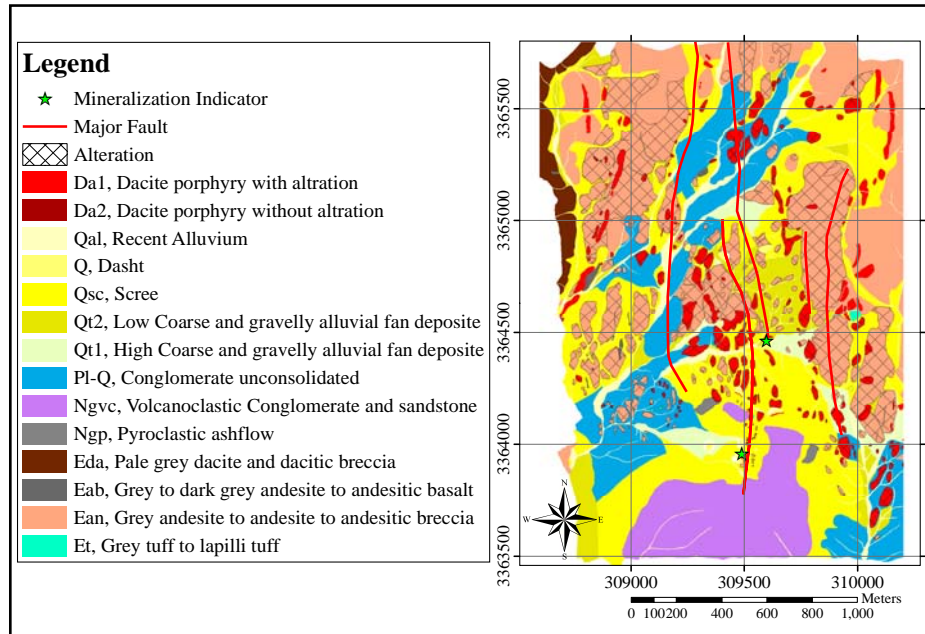 Legend
Mineralization Indicator
Major Fault
Alteration
Da1, Dacite porphyry with altration
Da2, Dacite porphyry without altration
Qal, Recent Alluvium
Q, Dasht
Qsc, Scree
Qt2, Low Coarse and gravelly alluvial fan deposite
Qt1, High Coarse and gravelly alluvial fan deposite
Pl-Q, Conglomerate unconsolidated
Ngvc, Volcanoclastic Conglomerate and sandstone
Ngp, Pyroclastic ashflow
Eda, Pale grey dacite and dacitic breccia
Eab, Grey to dark grey andesite to andesitic basalt
Ean, Grey andesite to andesite to andesitic breccia
Et, Grey tuff to lapilli tuff
3365500
3365000
3364500
3364000
3363500
N
W E
S
309000 309500 310000
Meters
0 100 200 400 600 800 1,000